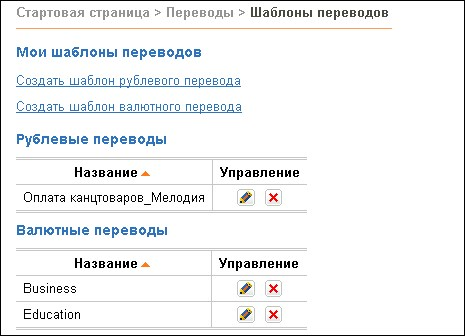 Стартовая страница > Переводы > Шаблоны переводов
Мои шаблоны переводов
Создать шаблон рублевого перевода
Создать шаблон валютного перевода
Рублевые переводы
Название Управление
Оплата канцтоваров_Мелодия
Валютные переводы
Название Управление
Business
Education